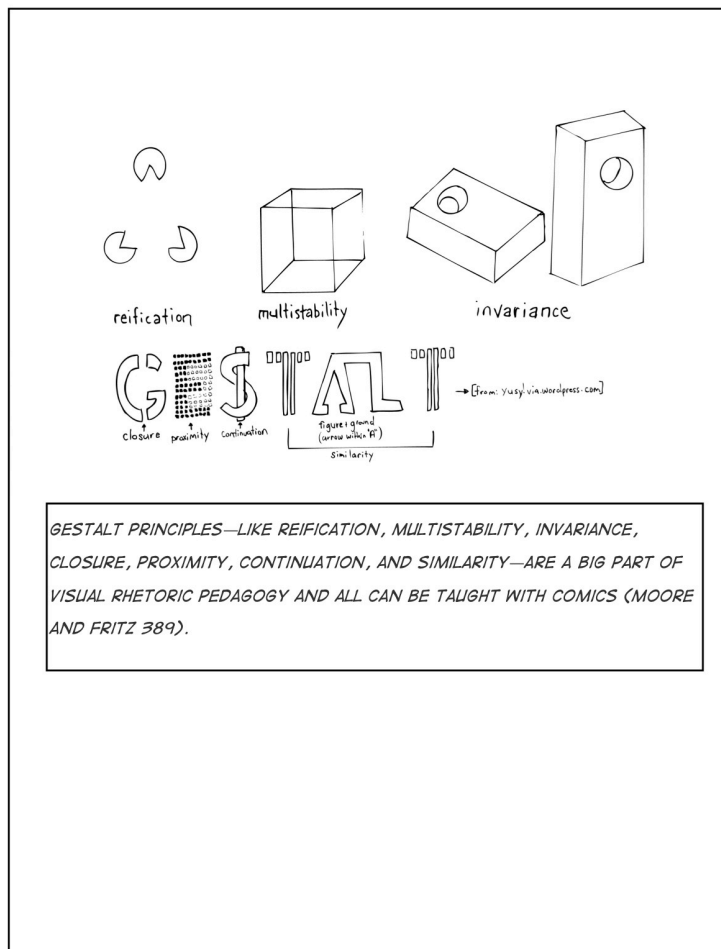 reification
multistability
invariance
GESTALT
→[from: yusylvia.wordpress.com]
closure
proximity
continuation
figure + ground
(arrow within "A")
similarity
GESTALT PRINCIPLES—LIKE REIFICATION, MULTISTABILITY, INVARIANCE,
CLOSURE, PROXIMITY, CONTINUATION, AND SIMILARITY—ARE A BIG PART OF
VISUAL RHETORIC PEDAGOGY AND ALL CAN BE TAUGHT WITH COMICS (MOORE
AND FRITZ 389).